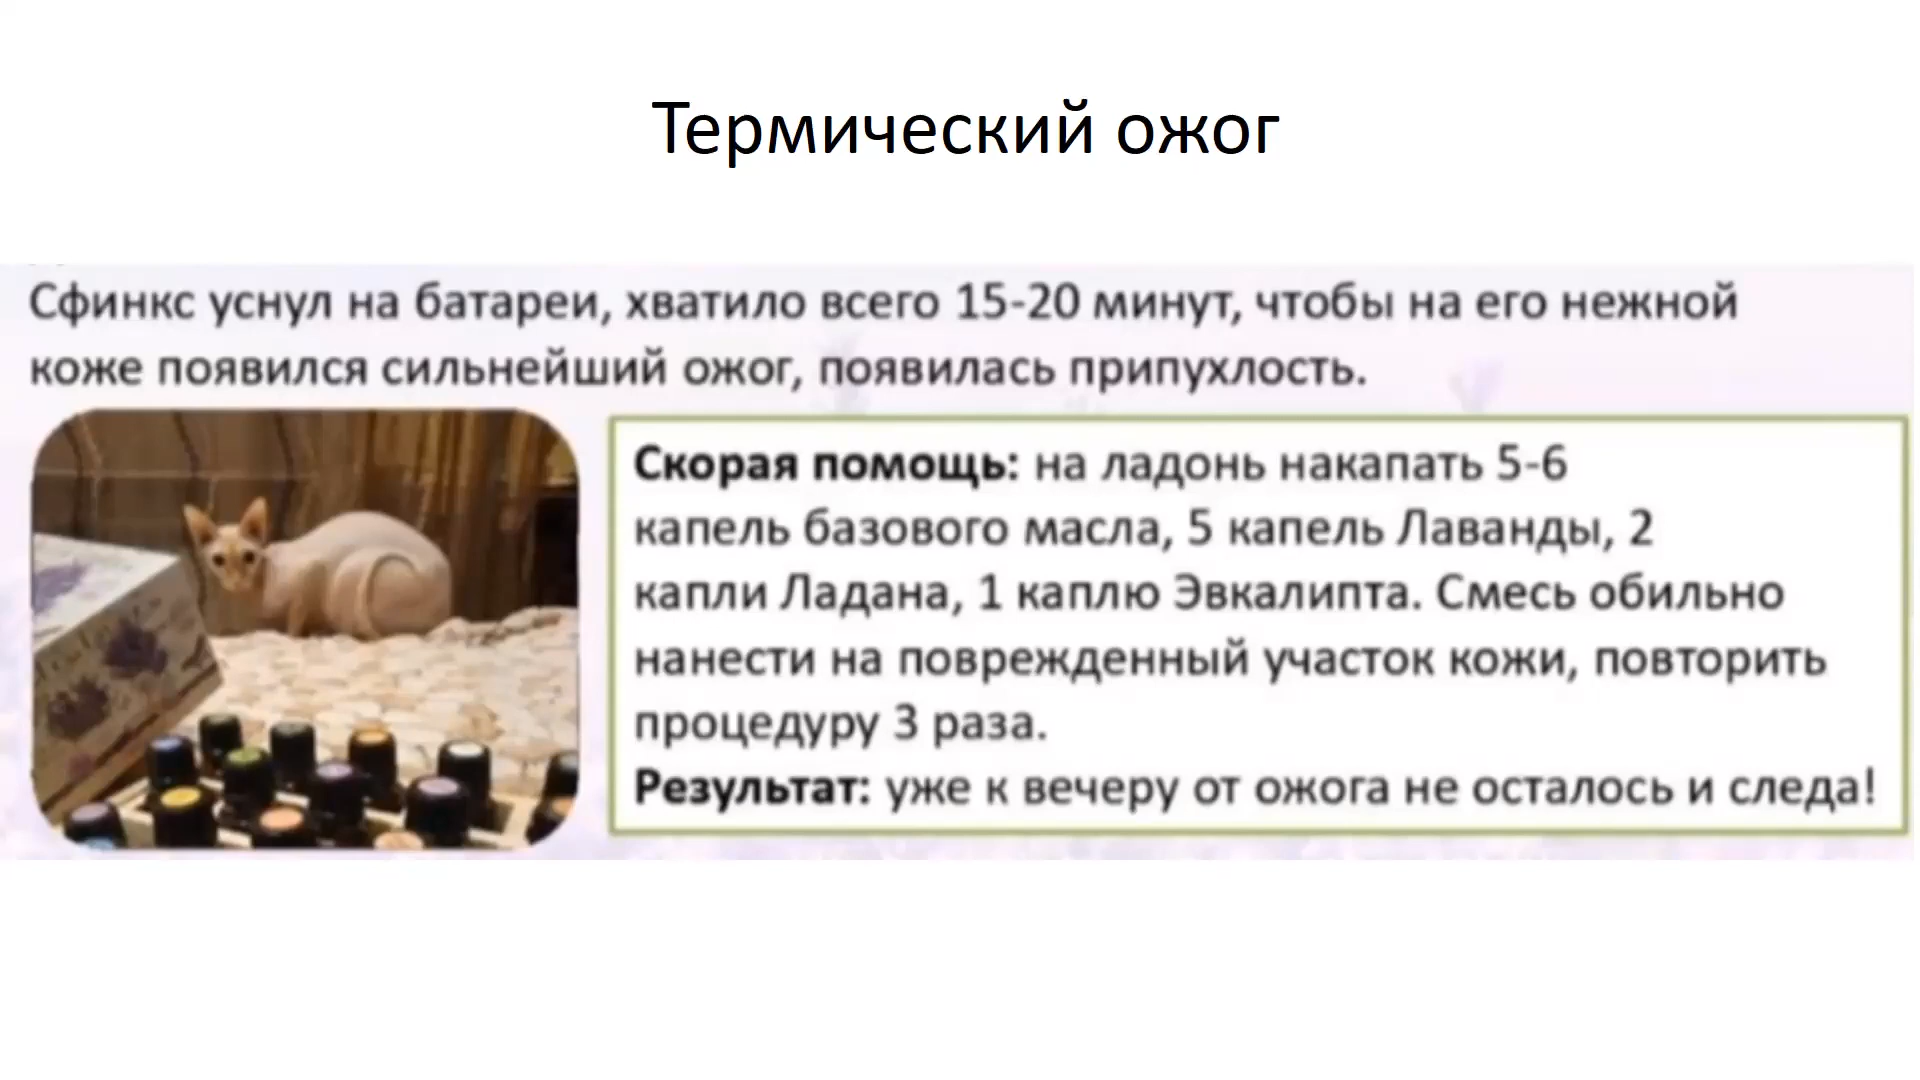 Термический ожог
Сфинкс уснул на батареи, хватило всего 15-20 минут, чтобы на его нежной
коже появился сильнейший ожог, появилась припухлость.
Скорая помощь: на ладонь накапать 5-6
капель базового масла, 5 капель Лаванды, 2
капли Ладана, 1 каплю Эвкалипта. Смесь обильно
нанести на поврежденный участок кожи, повторить
процедуру 3 раза.
Результат: уже к вечеру от ожога не осталось и следа!